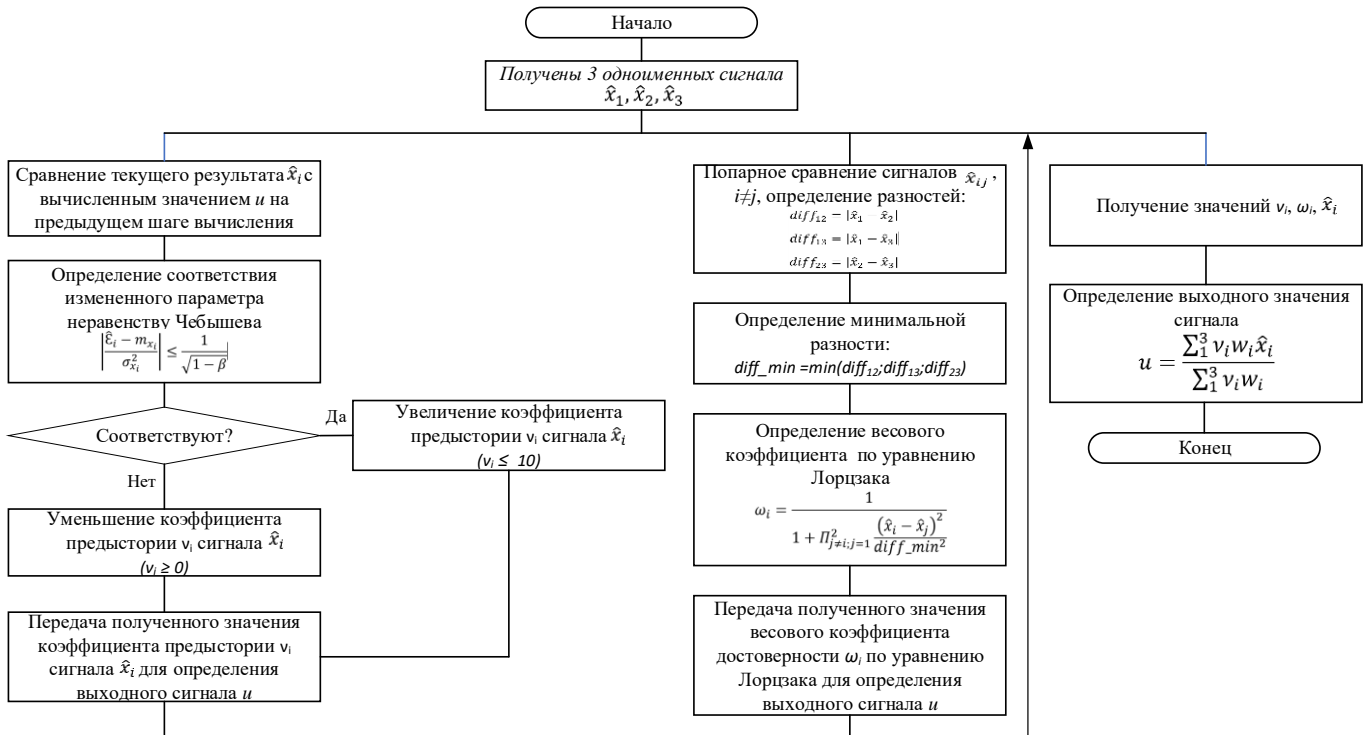 Начало
Получены 3 одноименных сигнала
x̂₁, x̂₂, x̂₃
Сравнение текущего результата x̂ᵢ с
вычисленным значением u на
предыдущем шаге вычисления
Определение соответствия
измененного параметра
неравенству Чебышева
|(ε̂ᵢ − m_xᵢ)/σ²_xᵢ| ≤ 1/√(1 − β)
Соответствуют?
Да
Нет
Увеличение коэффициента
предыстории νᵢ сигнала x̂ᵢ
(νᵢ ≤ 10)
Уменьшение коэффициента
предыстории νᵢ сигнала x̂ᵢ
(νᵢ ≥ 0)
Передача полученного значения
коэффициента предыстории νᵢ
сигнала x̂ᵢ для определения
выходного сигнала u
Попарное сравнение сигналов x̂ᵢⱼ ,
i≠j, определение разностей:
diff₁₂ = |x̂₁ − x̂₂|
diff₁₃ = |x̂₁ − x̂₃|
diff₂₃ = |x̂₂ − x̂₃|
Определение минимальной
разности:
diff_min =min(diff₁₂;diff₁₃;diff₂₃)
Определение весового
коэффициента по уравнению
Лорцзака
ωᵢ = 1/(1 + Π²_{j≠i;j=1} (x̂ᵢ − x̂ⱼ)²/diff_min²)
Передача полученного значения
весового коэффициента
достоверности ωᵢ по уравнению
Лорцзака для определения
выходного сигнала u
Получение значений νᵢ, ωᵢ, x̂ᵢ
Определение выходного значения
сигнала
u = ∑³₁ νᵢwᵢx̂ᵢ / ∑³₁ νᵢwᵢ
Конец